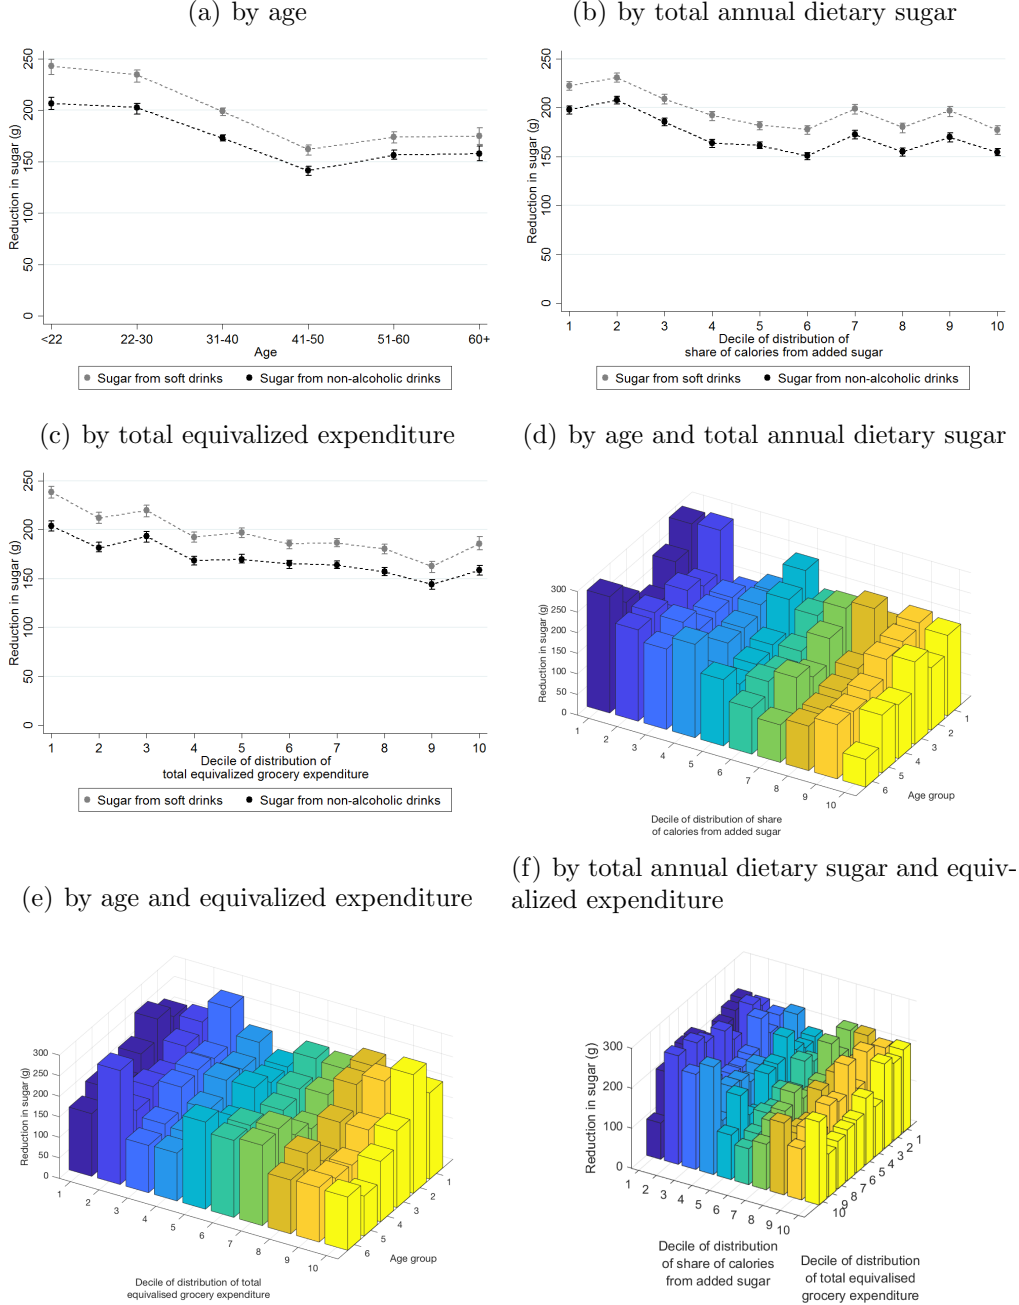 (a) by age
250
200
150
100
50
0
Reduction in sugar (g)
<22 22-30 31-40 41-50 51-60 60+
Age
Sugar from soft drinks Sugar from non-alcoholic drinks
(b) by total annual dietary sugar
250
200
150
100
50
0
Reduction in sugar (g)
1 2 3 4 5 6 7 8 9 10
Decile of distribution of
share of calories from added sugar
Sugar from soft drinks Sugar from non-alcoholic drinks
(c) by total equivalized expenditure
250
200
150
100
50
0
Reduction in sugar (g)
1 2 3 4 5 6 7 8 9 10
Decile of distribution of
total equivalized grocery expenditure
Sugar from soft drinks Sugar from non-alcoholic drinks
(d) by age and total annual dietary sugar
300
250
200
150
100
50
0
Reduction in sugar (g)
1 2 3 4 5 6 7 8 9 10
Decile of distribution of share
of calories from added sugar
6 5 4 3 2 1
Age group
(e) by age and equivalized expenditure
300
250
200
150
100
50
0
Reduction in sugar (g)
1 2 3 4 5 6 7 8 9 10
Decile of distribution of total
equivalised grocery expenditure
6 5 4 3 2 1
Age group
(f) by total annual dietary sugar and equiv-
alized expenditure
300
200
100
0
Reduction in sugar (g)
1 2 3 4 5 6 7 8 9 10
Decile of distribution
of share of calories
from added sugar
10 9 8 7 6 5 4 3 2 1
Decile of distribution
of total equivalised
grocery expenditure